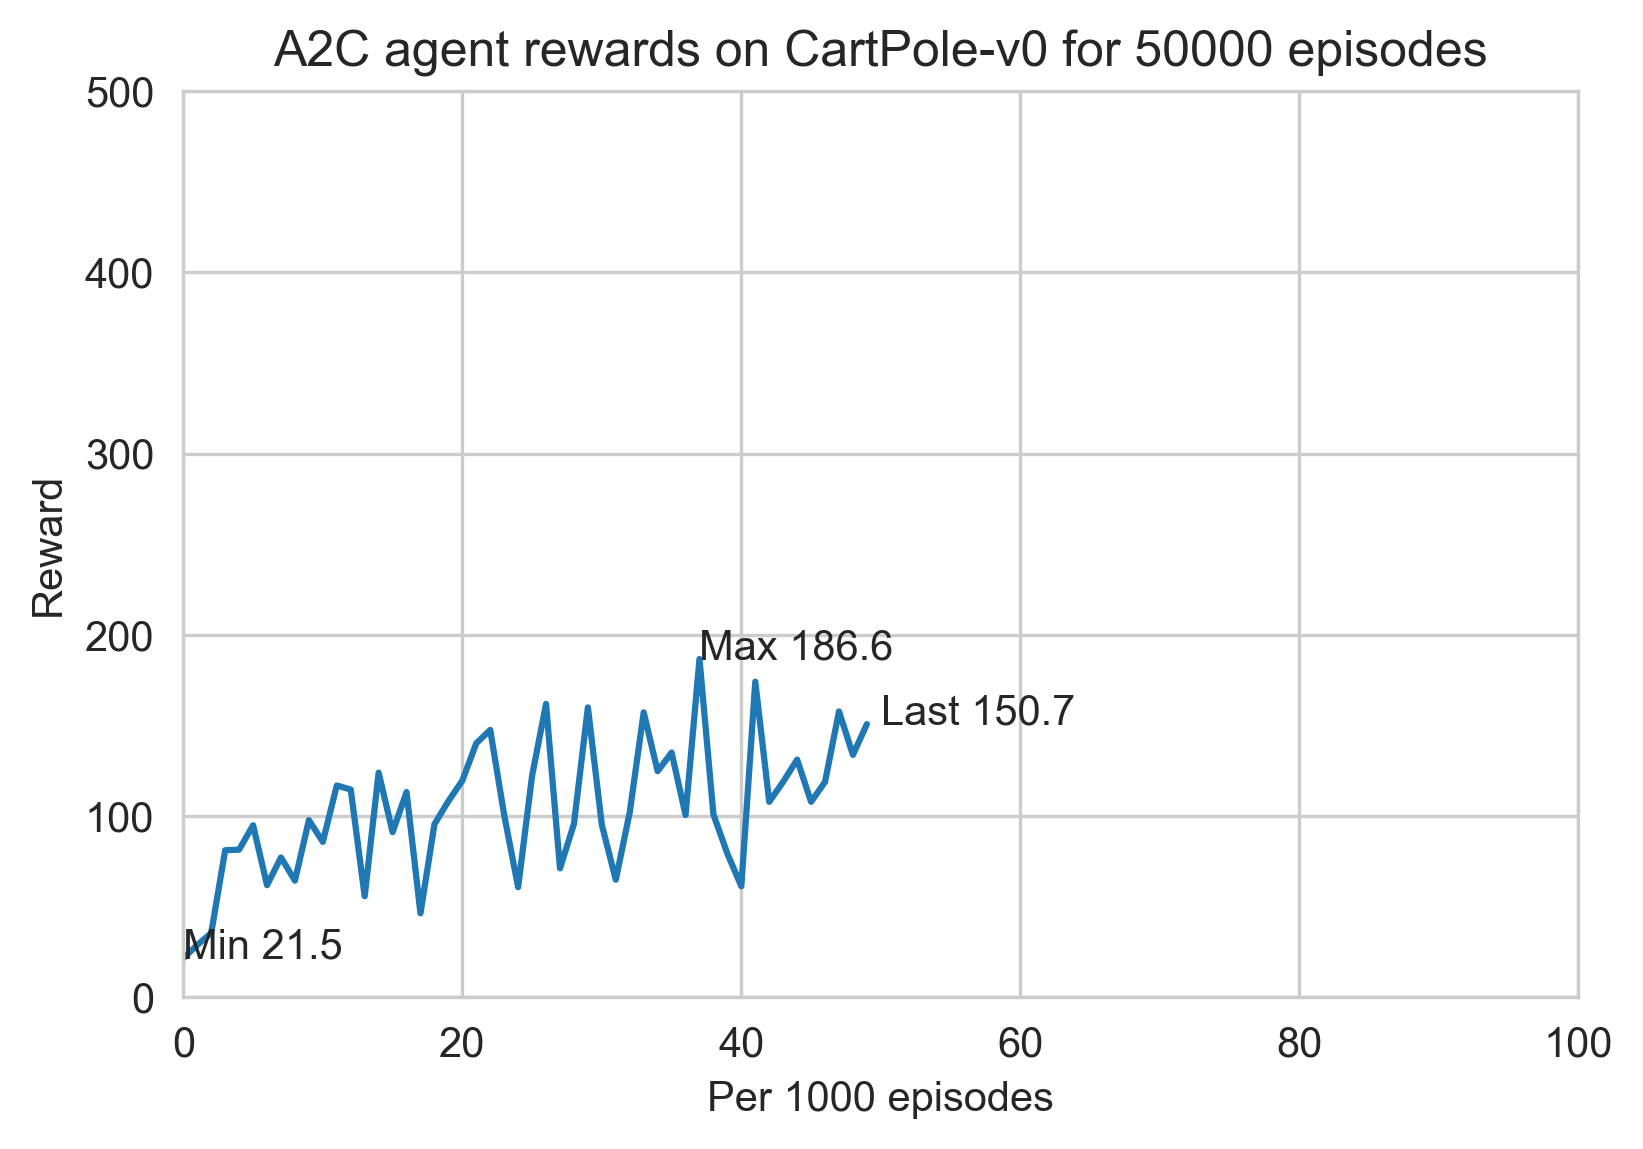 A2C agent rewards on CartPole-v0 for 50000 episodes
500
400
300
200
100
0
Reward
Max 186.6
Last 150.7
Min 21.5
0 20 40 60 80 100
Per 1000 episodes